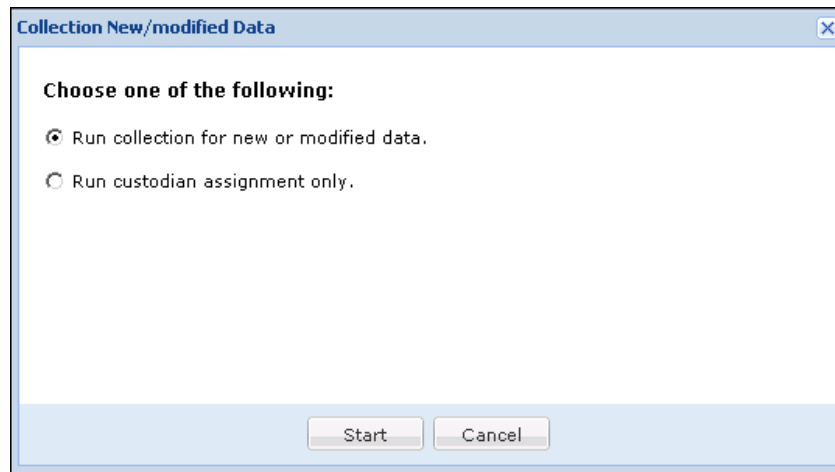 Collection New/modified Data
Choose one of the following:
Run collection for new or modified data.
Run custodian assignment only.
Start Cancel